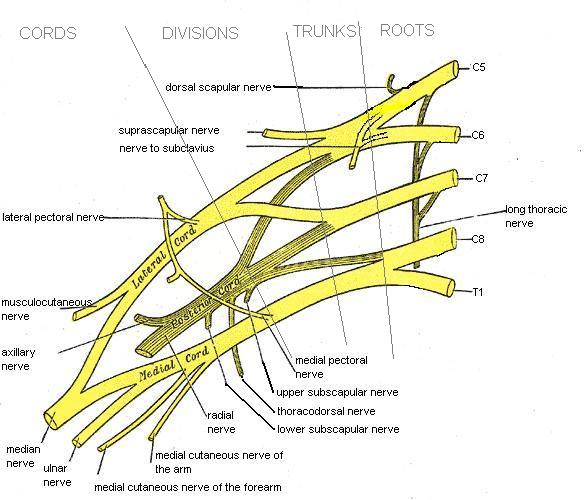 CORDS
DIVISIONS
TRUNKS
ROOTS
C5
dorsal scapular nerve
suprascapular nerve
C6
nerve to subclavius
C7
lateral pectoral nerve
long thoracic
nerve
C8
Lateral Cord
T1
musculocutaneous
nerve
Posterior Cord
axillary
nerve
medial pectoral
nerve
Medial Cord
upper subscapular nerve
thoracodorsal nerve
radial
nerve
lower subscapular nerve
median
nerve
ulnar
nerve
medial cutaneous nerve of
the arm
medial cutaneous nerve of the forearm